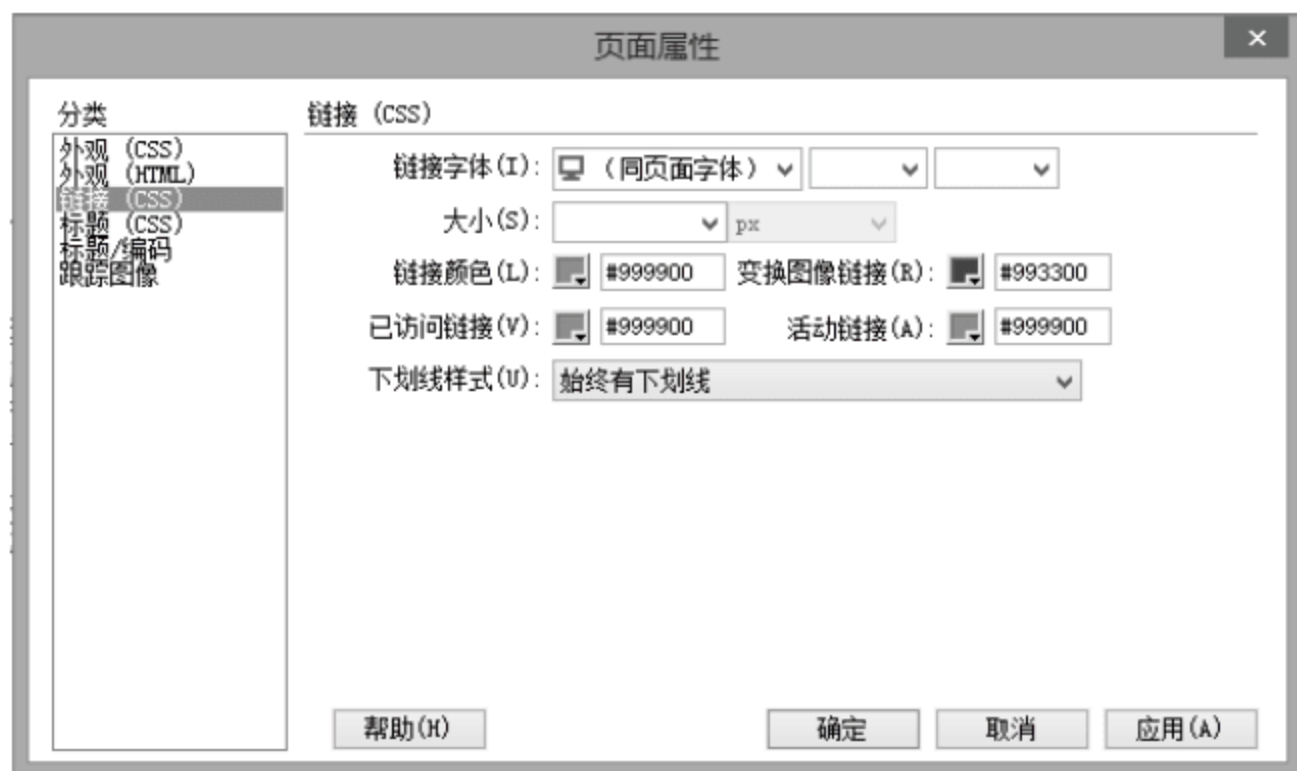 页面属性
分类
外观 (CSS)
外观 (HTML)
链接 (CSS)
标题 (CSS)
标题/编码
跟踪图像
链接 (CSS)
链接字体(I): (同页面字体)
大小(S): px
链接颜色(L): #999900 变换图像链接(R): #993300
已访问链接(V): #999900 活动链接(A): #999900
下划线样式(U): 始终有下划线
帮助(H) 确定 取消 应用(A)